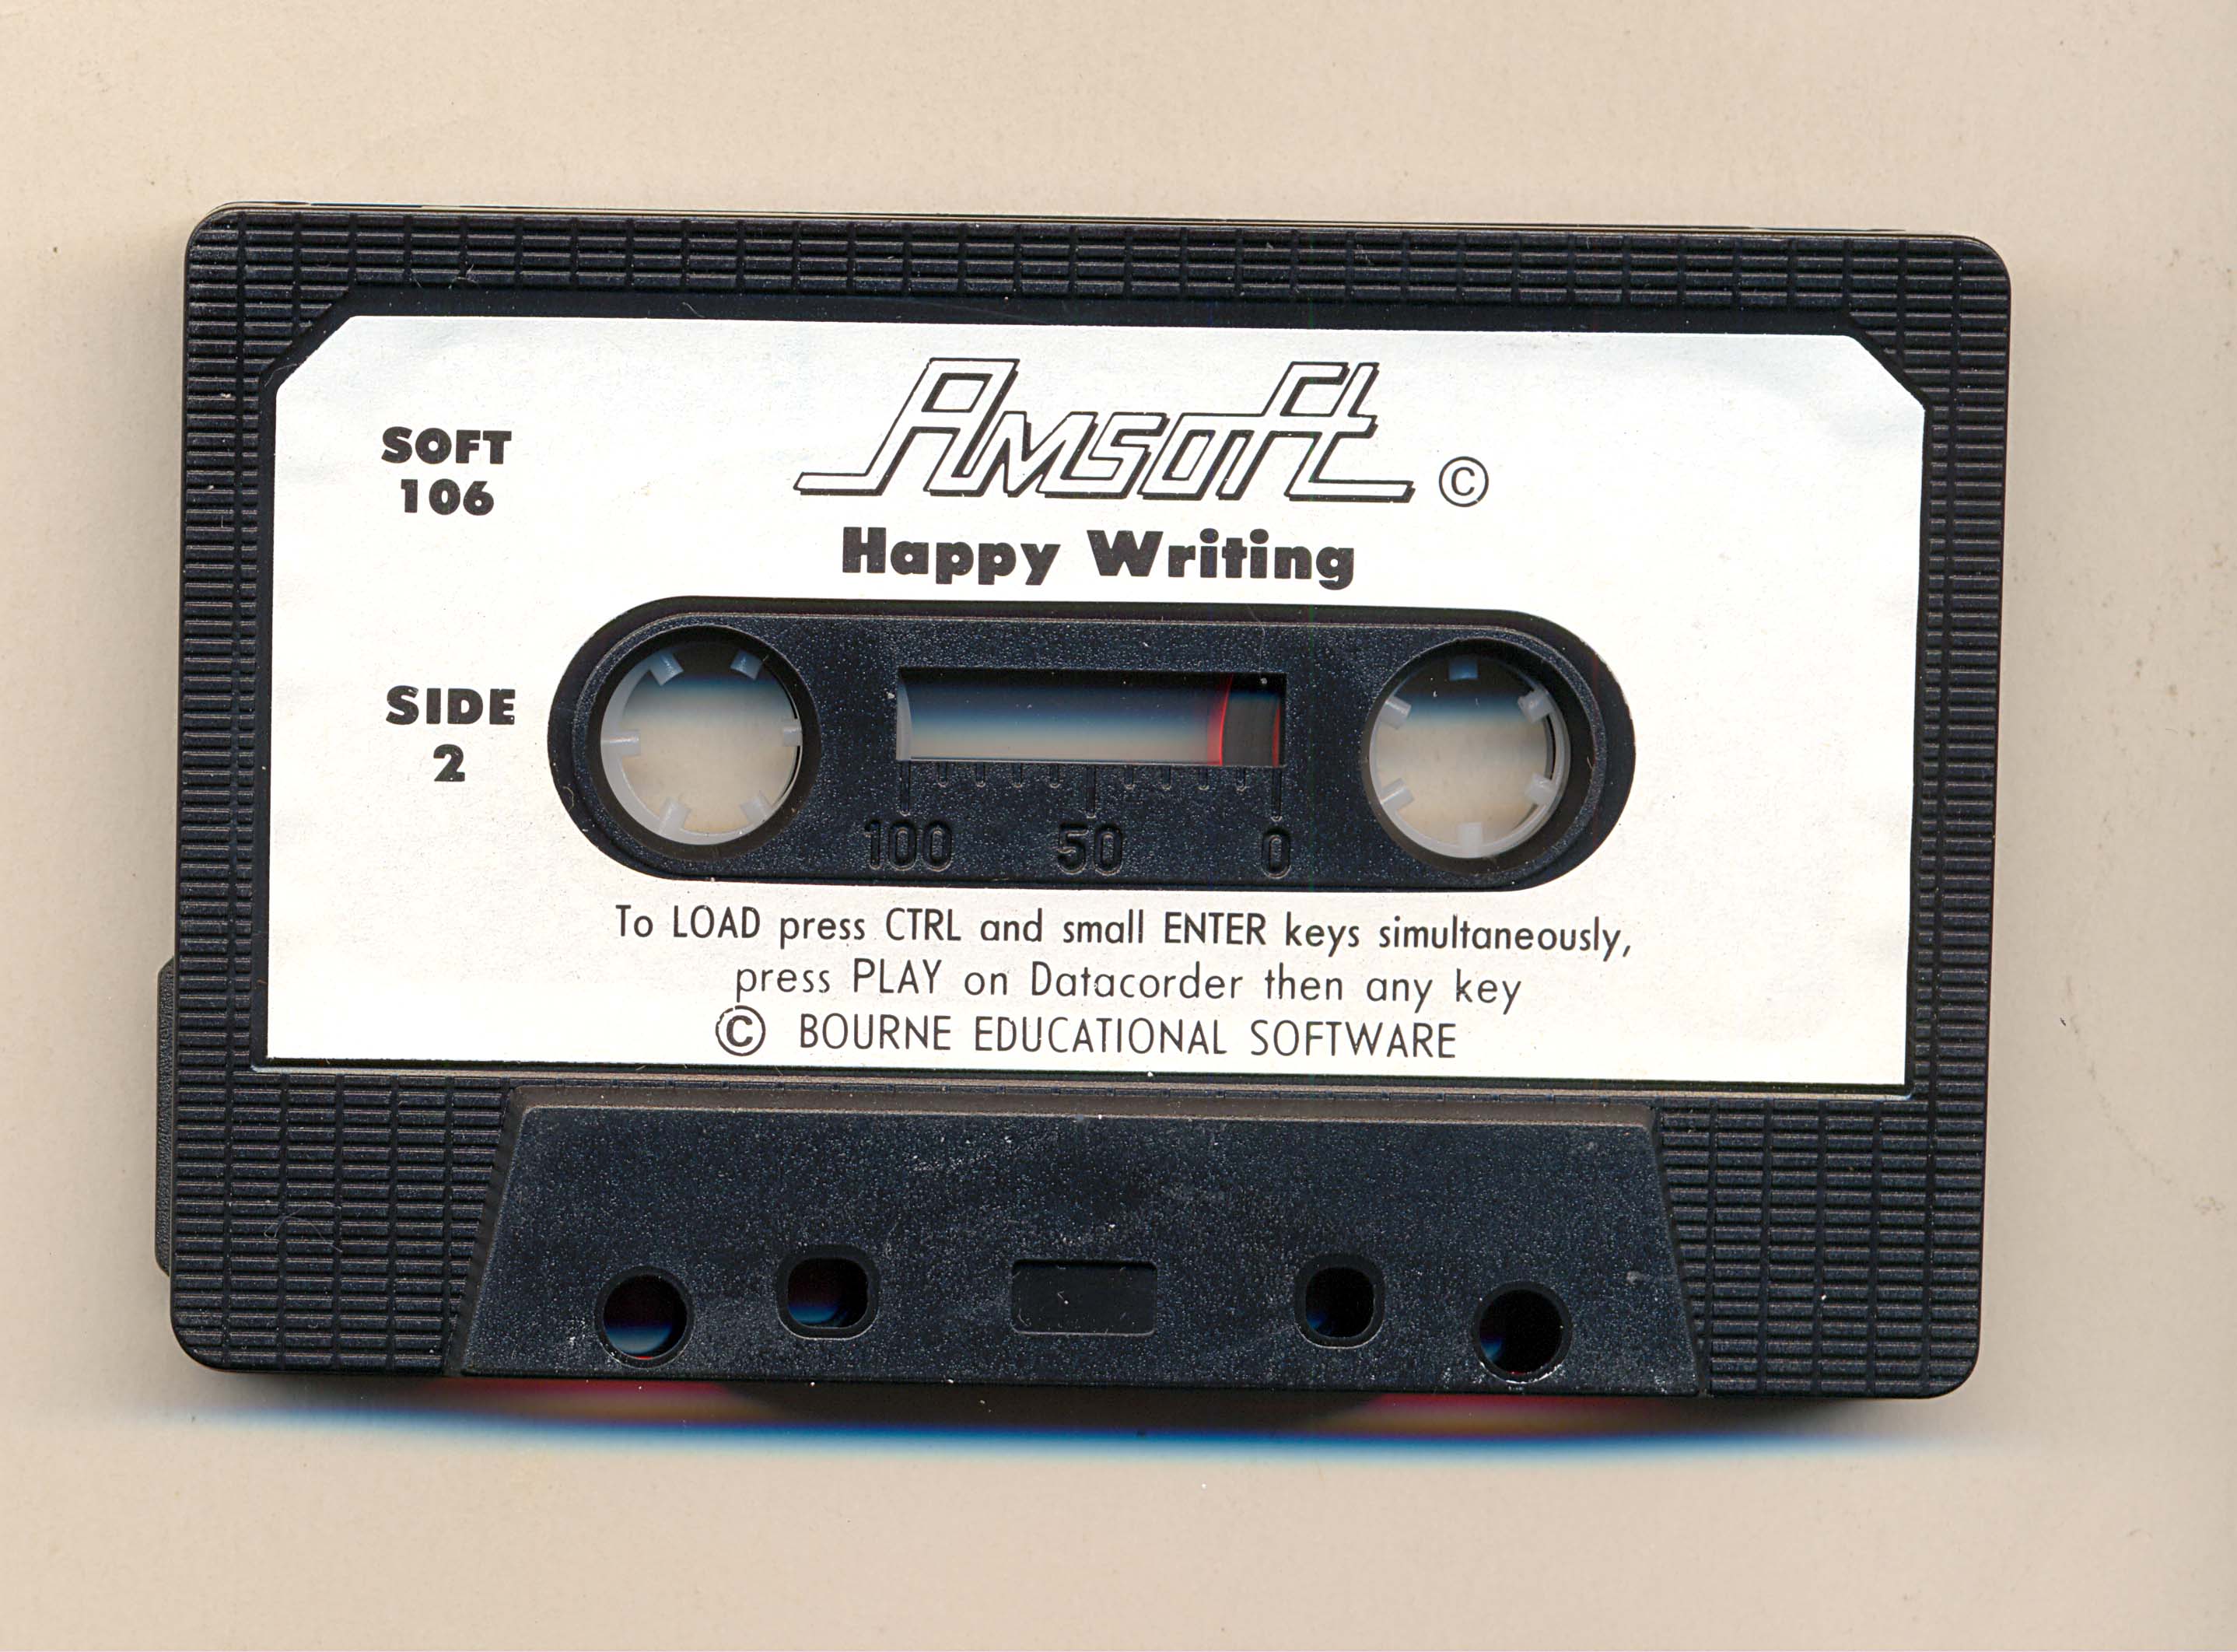 SOFT
106
Amsoft ©
Happy Writing
SIDE
2
100 50 0
To LOAD press CTRL and small ENTER keys simultaneously,
press PLAY on Datacorder then any key
© BOURNE EDUCATIONAL SOFTWARE